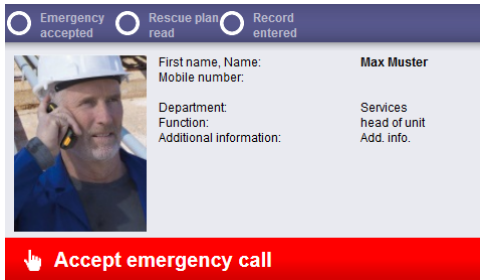 Emergency accepted
Rescue plan read
Record entered
First name, Name: Max Muster
Mobile number:
Department: Services
Function: head of unit
Additional information: Add. info.
Accept emergency call